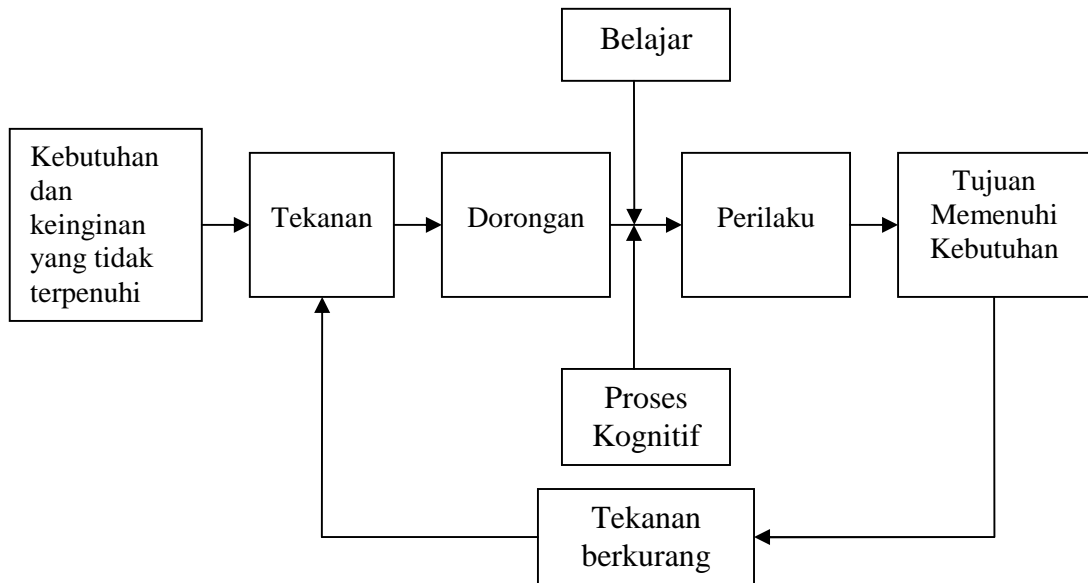 Belajar
Kebutuhan
dan
keinginan
yang tidak
terpenuhi
Tekanan
Dorongan
Perilaku
Tujuan
Memenuhi
Kebutuhan
Proses
Kognitif
Tekanan
berkurang